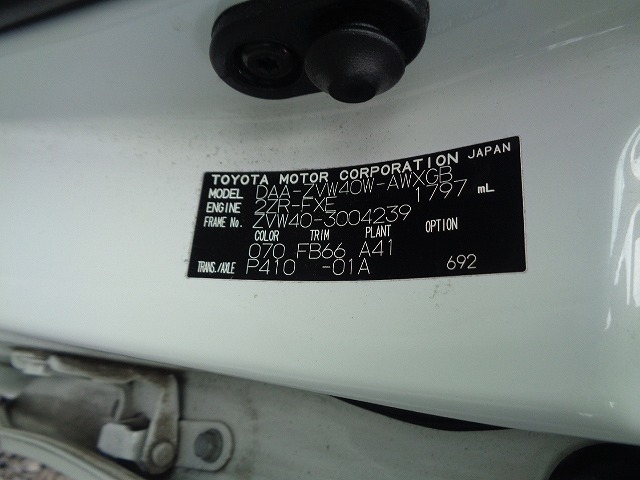 TOYOTA MOTOR CORPORATION JAPAN
MODEL DAA-ZVW40W-AWXGB
ENGINE 2ZR-FXE 1797 mL
FRAME No. ZVW40-3004239
COLOR TRIM PLANT OPTION
070 FB66 A41
TRANS./AXLE P410 -01A 692